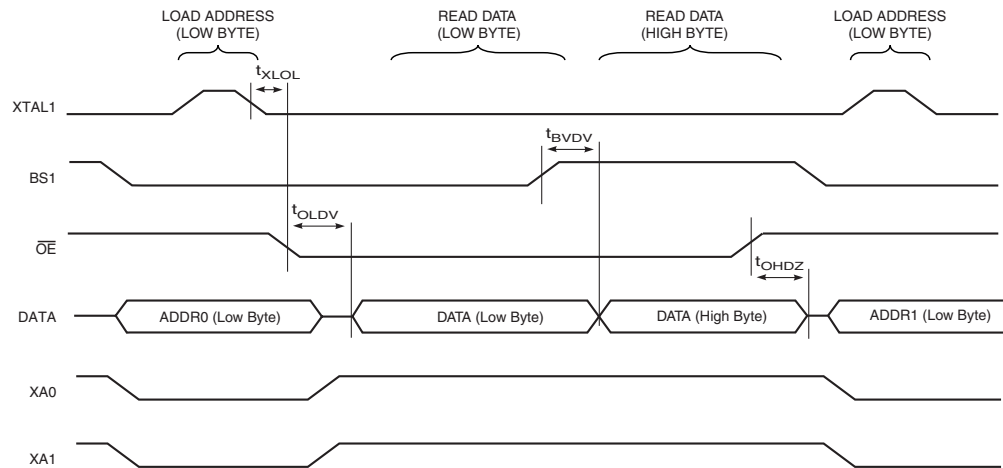 LOAD ADDRESS
(LOW BYTE)
READ DATA
(LOW BYTE)
READ DATA
(HIGH BYTE)
LOAD ADDRESS
(LOW BYTE)
tXLOL
XTAL1
tBVDV
BS1
tOLDV
OE
tOHDZ
DATA
ADDR0 (Low Byte)
DATA (Low Byte)
DATA (High Byte)
ADDR1 (Low Byte)
XA0
XA1